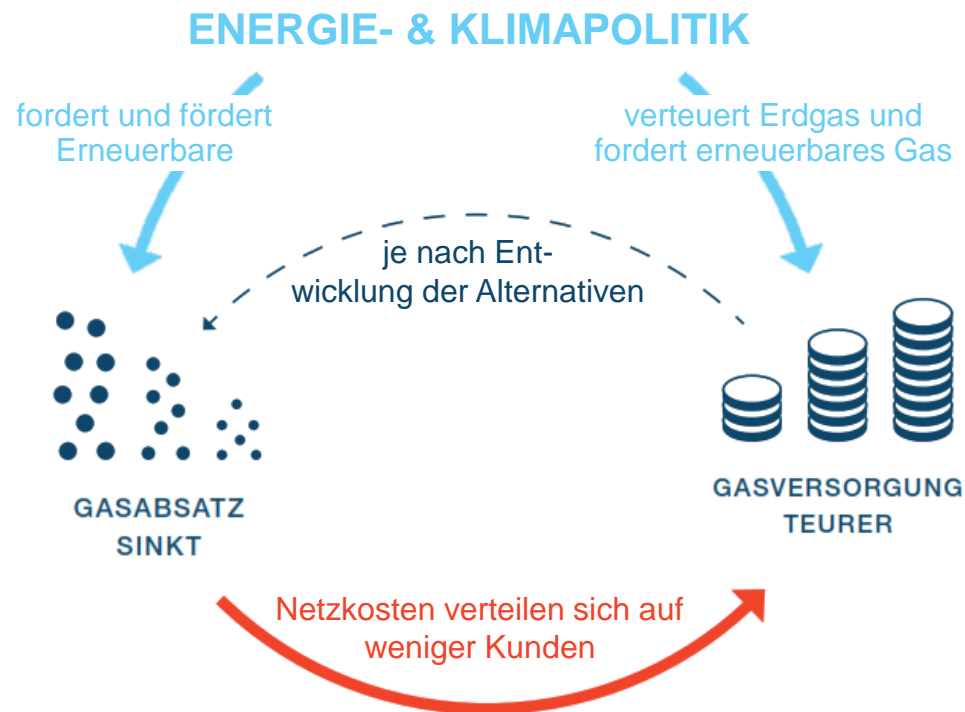 ENERGIE- & KLIMAPOLITIK
fordert und fördert
Erneuerbare
verteuert Erdgas und
fordert erneuerbares Gas
je nach Ent-
wicklung der Alternativen
GASABSATZ
SINKT
GASVERSORGUNG
TEURER
Netzkosten verteilen sich auf
weniger Kunden